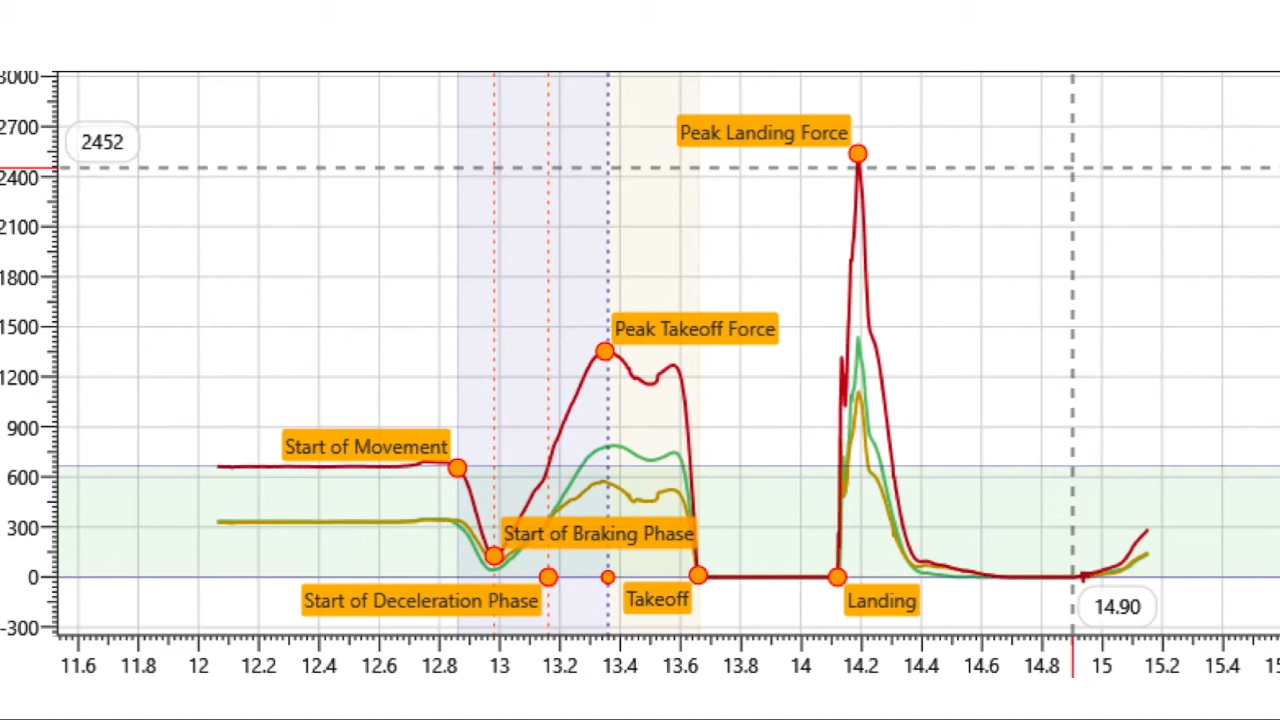 3000
2700
2452
2400
2100
1800
1500
1200
900
600
300
0
-300
Peak Landing Force
Peak Takeoff Force
Start of Movement
Start of Braking Phase
Start of Deceleration Phase
Takeoff
Landing
14.90
11.6 11.8 12 12.2 12.4 12.6 12.8 13 13.2 13.4 13.6 13.8 14 14.2 14.4 14.6 14.8 15 15.2 15.4